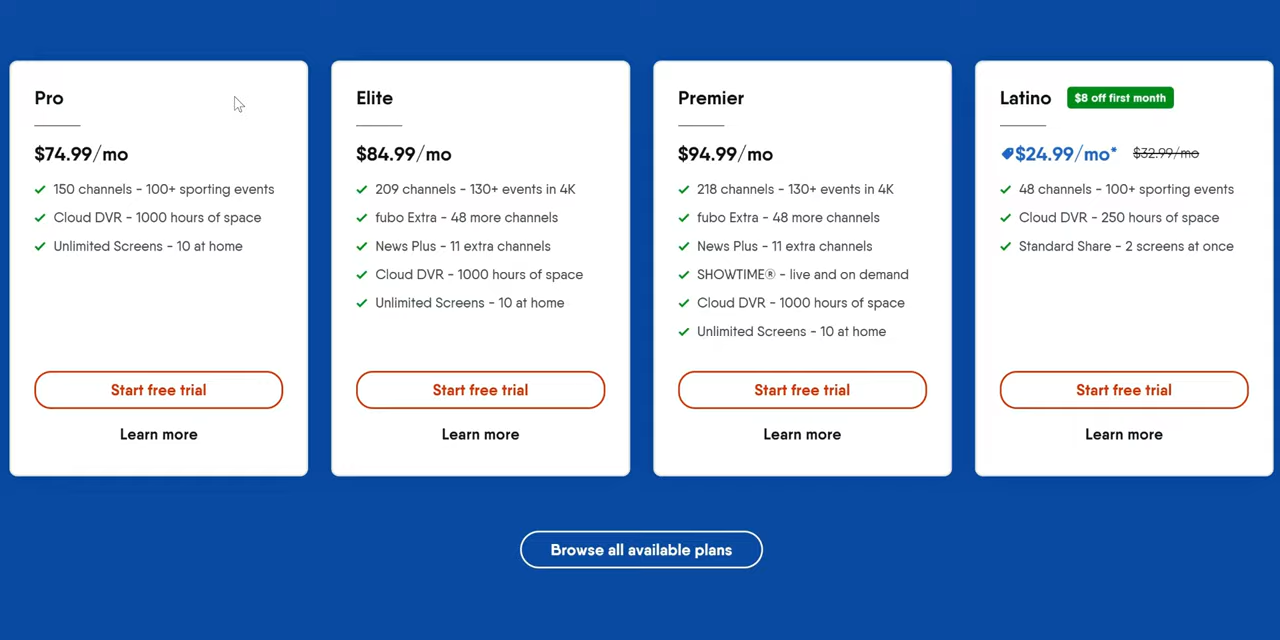 Pro
$74.99/mo
150 channels - 100+ sporting events
Cloud DVR - 1000 hours of space
Unlimited Screens - 10 at home
Start free trial
Learn more
Elite
$84.99/mo
209 channels - 130+ events in 4K
fubo Extra - 48 more channels
News Plus - 11 extra channels
Cloud DVR - 1000 hours of space
Unlimited Screens - 10 at home
Start free trial
Learn more
Premier
$94.99/mo
218 channels - 130+ events in 4K
fubo Extra - 48 more channels
News Plus - 11 extra channels
SHOWTIME® - live and on demand
Cloud DVR - 1000 hours of space
Unlimited Screens - 10 at home
Start free trial
Learn more
Latino $8 off first month
$24.99/mo* $32.99/mo
48 channels - 100+ sporting events
Cloud DVR - 250 hours of space
Standard Share - 2 screens at once
Start free trial
Learn more
Browse all available plans